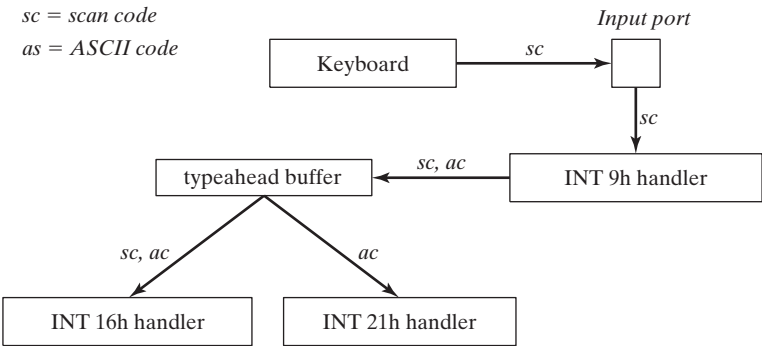 sc = scan code
as = ASCII code
Input port
Keyboard
sc
sc
typeahead buffer
sc, ac
INT 9h handler
sc, ac
ac
INT 16h handler
INT 21h handler